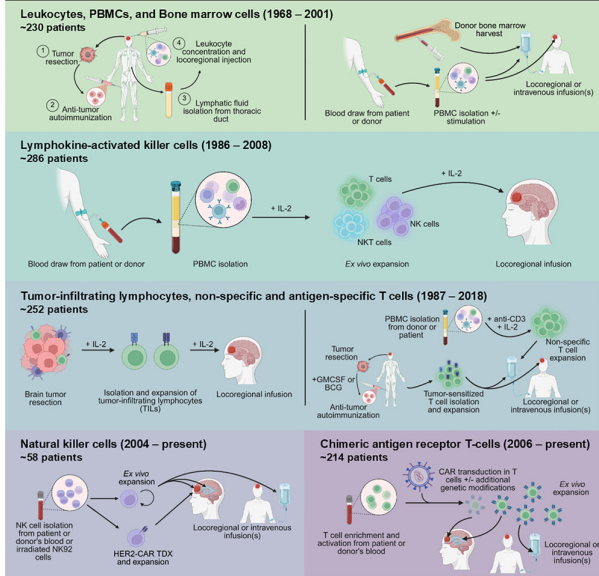 Leukocytes, PBMCs, and Bone marrow cells (1968 – 2001)
~230 patients
1
Tumor
resection
2
Anti-tumor
autoimmunization
4
Leukocyte
concentration and
locoregional injection
3
Lymphatic fluid
isolation from thoracic
duct
Donor bone marrow
harvest
Blood draw from patient
or donor
PBMC isolation +/-
stimulation
Locoregional or
intravenous infusion(s)
Lymphokine-activated killer cells (1986 – 2008)
~286 patients
Blood draw from patient or donor
PBMC isolation
+ IL-2
T cells
NK cells
NKT cells
Ex vivo expansion
+ IL-2
Locoregional infusion
Tumor-infiltrating lymphocytes, non-specific and antigen-specific T cells (1987 – 2018)
~252 patients
Brain tumor
resection
+ IL-2
Isolation and expansion of
tumor-infiltrating lymphocytes
(TILs)
+ IL-2
Locoregional infusion
PBMC isolation
from donor or
patient
+ anti-CD3
+ IL-2
Non-specific
T cell
expansion
Tumor
resection
+GMCSF or
BCG
Anti-tumor
autoimmunization
Tumor-sensitized
T cell isolation
and expansion
Locoregional or
intravenous infusion(s)
Natural killer cells (2004 – present)
~58 patients
NK cell isolation
from patient or
donor's blood or
irradiated NK92
cells
Ex vivo
expansion
HER2-CAR TDX
and expansion
Locoregional or intravenous
infusion(s)
Chimeric antigen receptor T-cells (2006 – present)
~214 patients
T cell enrichment and
activation from patient or
donor's blood
CAR transduction in T
cells +/- additional
genetic modifications
Ex vivo
expansion
Locoregional or
intravenous
infusion(s)